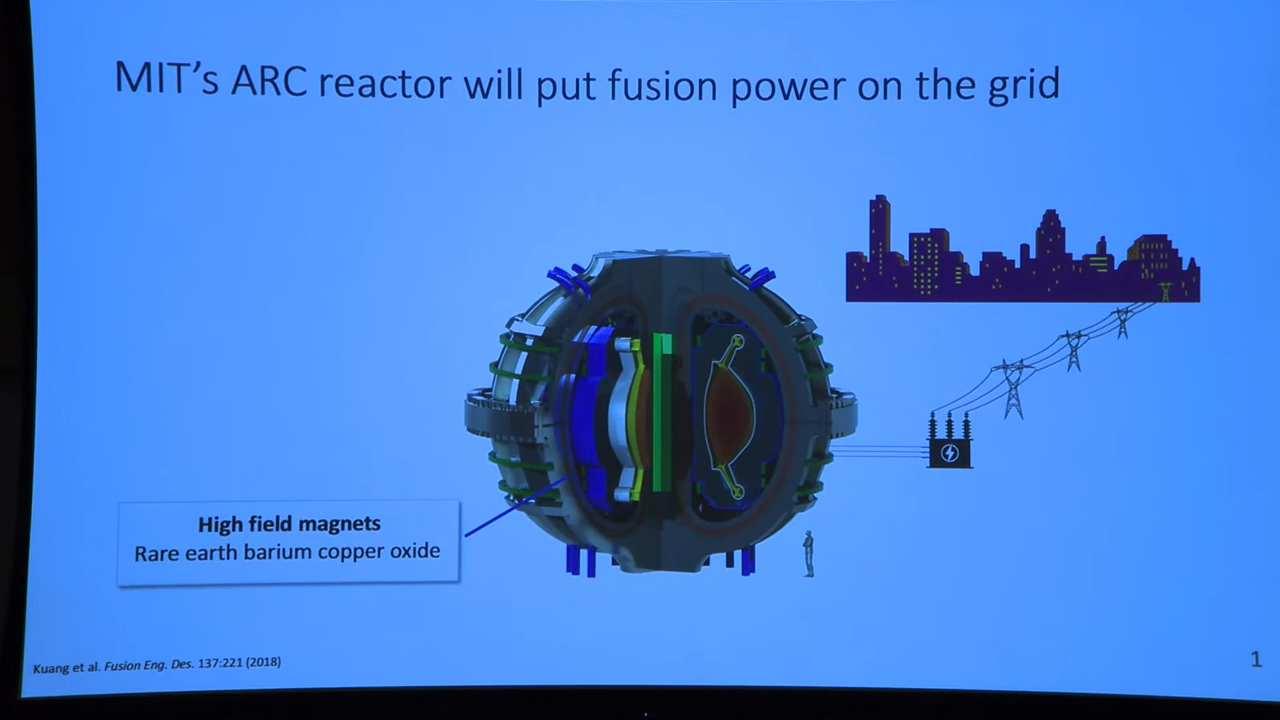 MIT's ARC reactor will put fusion power on the grid
High field magnets
Rare earth barium copper oxide
Kuang et al. Fusion Eng. Des. 137:221 (2018)
1